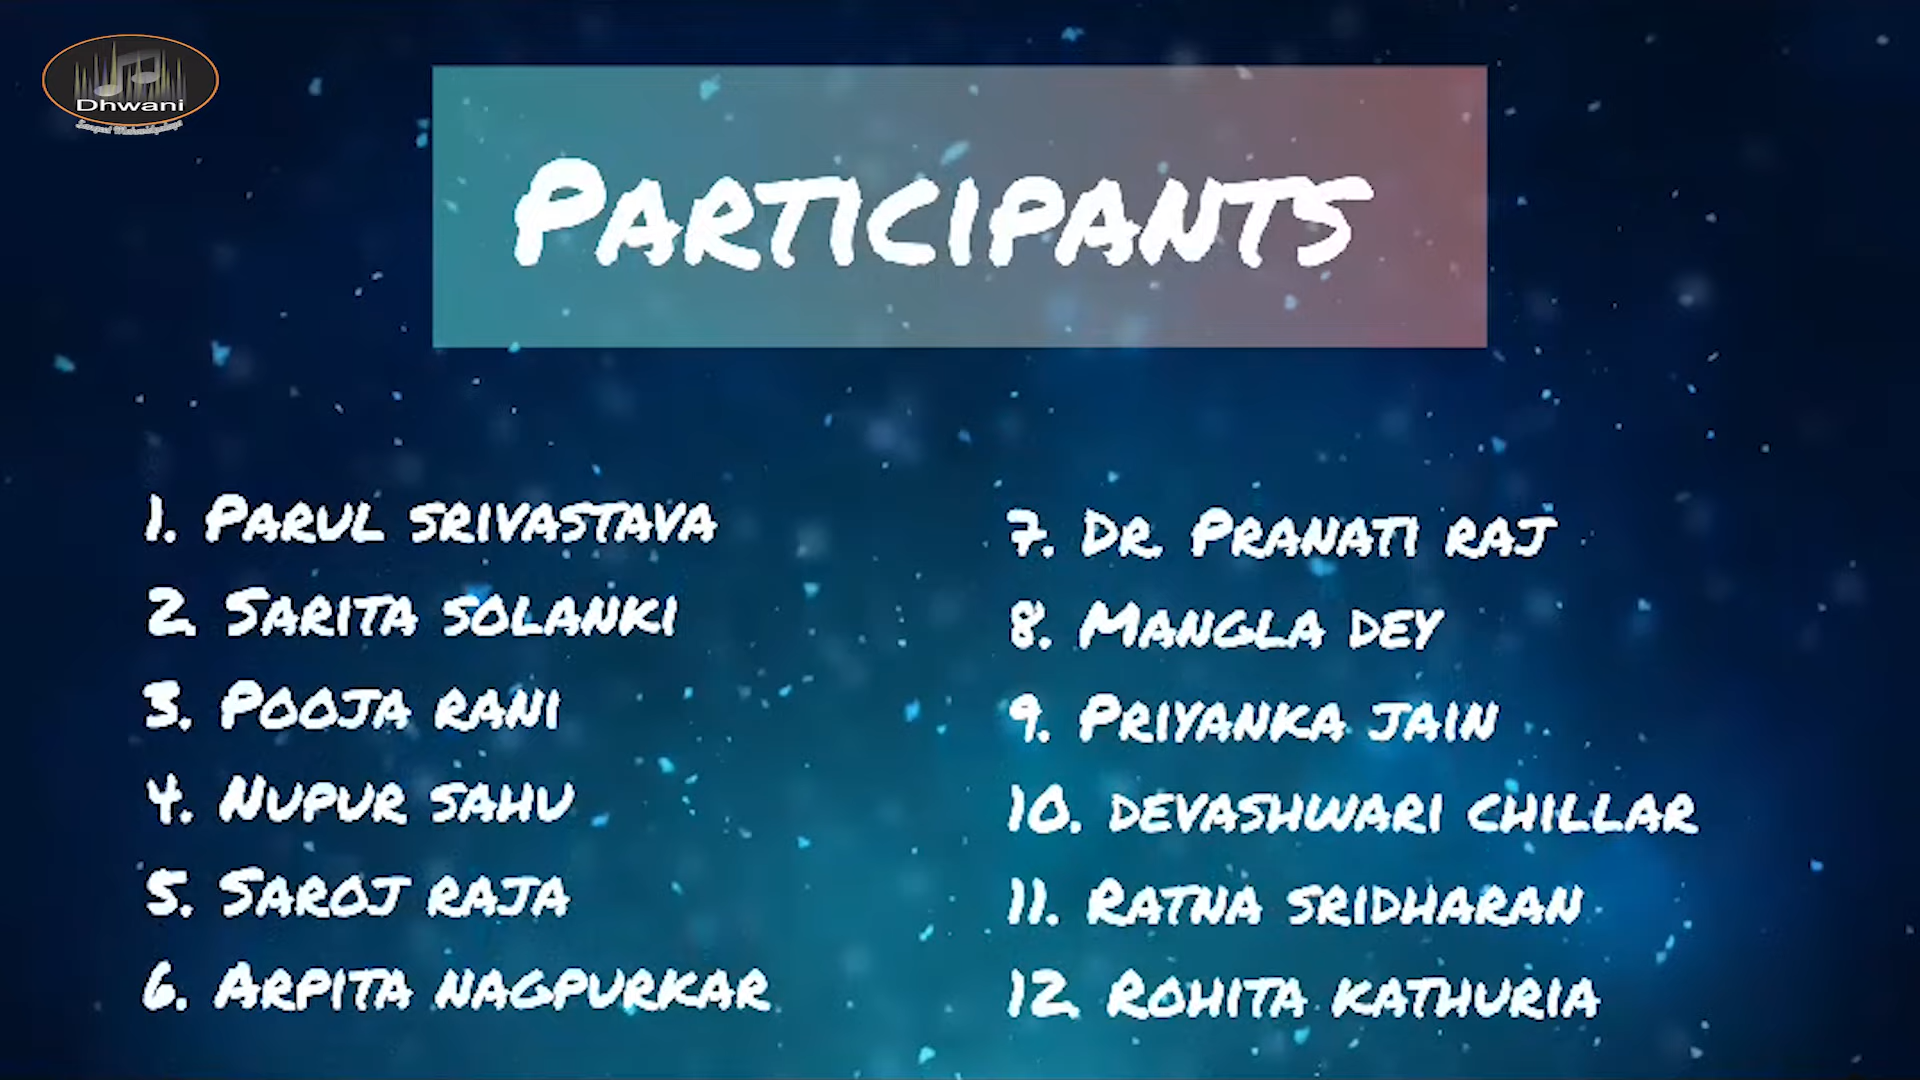 Dhwani
Participants
1. Parul srivastava
2. Sarita solanki
3. Pooja rani
4. Nupur sahu
5. Saroj raja
6. Arpita nagpurkar
7. Dr. Pranati raj
8. Mangla dey
9. Priyanka jain
10. devashwari chillar
11. Ratna sridharan
12. Rohita kathuria